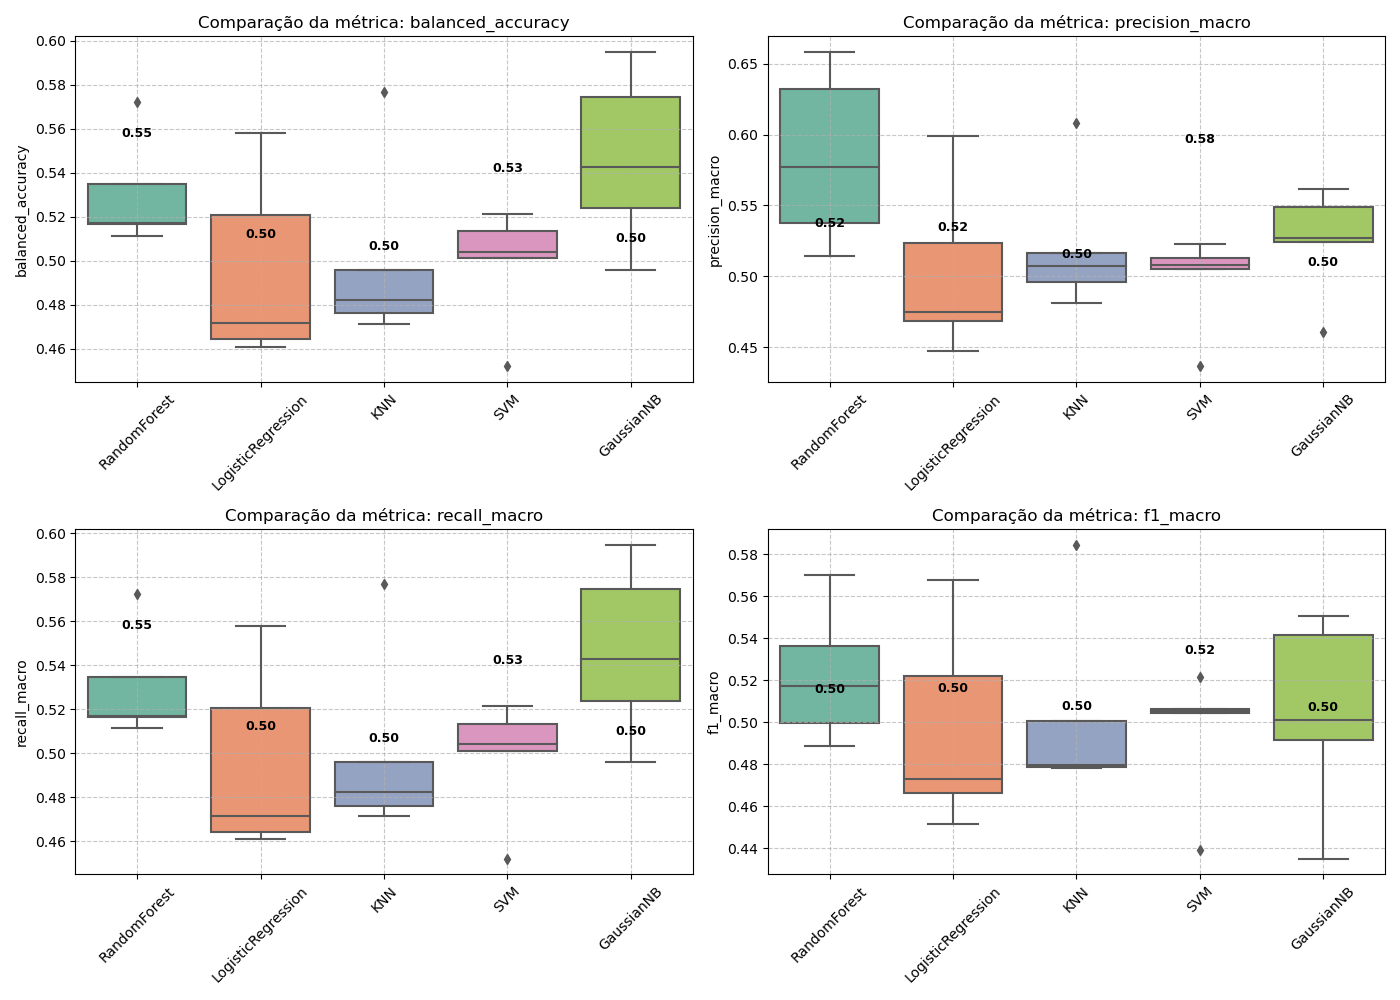 Comparação da métrica: balanced_accuracy
balanced_accuracy
0.60
0.58
0.56
0.54
0.52
0.50
0.48
0.46
0.55
0.50
0.50
0.53
0.50
RandomForest
LogisticRegression
KNN
SVM
GaussianNB
Comparação da métrica: precision_macro
precision_macro
0.65
0.60
0.55
0.50
0.45
0.52
0.53
0.50
0.58
0.50
RandomForest
LogisticRegression
KNN
SVM
GaussianNB
Comparação da métrica: recall_macro
recall_macro
0.60
0.58
0.56
0.54
0.52
0.50
0.48
0.46
0.55
0.50
0.50
0.53
0.50
RandomForest
LogisticRegression
KNN
SVM
GaussianNB
Comparação da métrica: f1_macro
f1_macro
0.58
0.56
0.54
0.52
0.50
0.48
0.46
0.44
0.50
0.50
0.50
0.52
0.50
RandomForest
LogisticRegression
KNN
SVM
GaussianNB